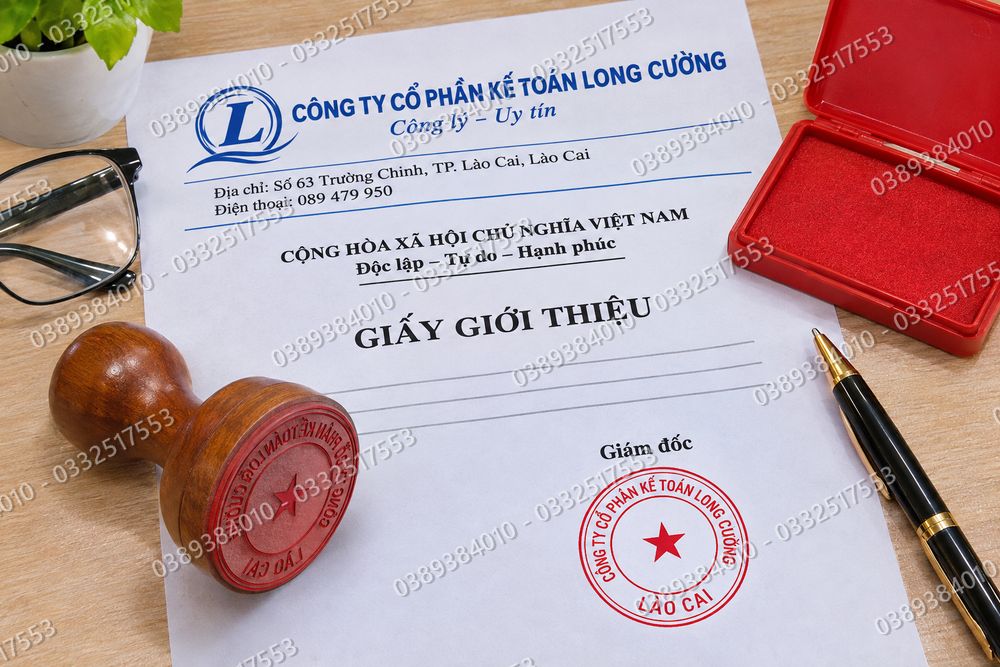 L
CÔNG TY CỔ PHẦN KẾ TOÁN LONG CƯỜNG
Công lý – Uy tín
Địa chỉ: Số 63 Trường Chinh, TP. Lào Cai, Lào Cai
Điện thoại: 089 479 950
CỘNG HÒA XÃ HỘI CHỦ NGHĨA VIỆT NAM
Độc lập – Tự do – Hạnh phúc
GIẤY GIỚI THIỆU
Giám đốc
CÔNG TY CỔ PHẦN KẾ TOÁN LONG CƯỜNG
LÀO CAI
LÁO CAI
0389384010 - 0332517553